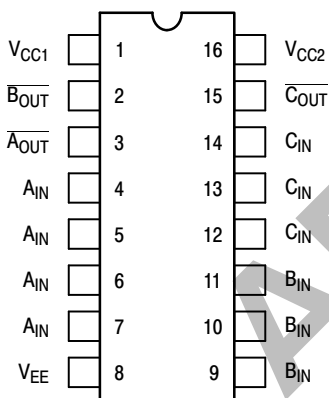 VCC1 1 16 VCC2
BOUT 2 15 COUT
AOUT 3 14 CIN
AIN 4 13 CIN
AIN 5 12 CIN
AIN 6 11 BIN
AIN 7 10 BIN
VEE 8 9 BIN